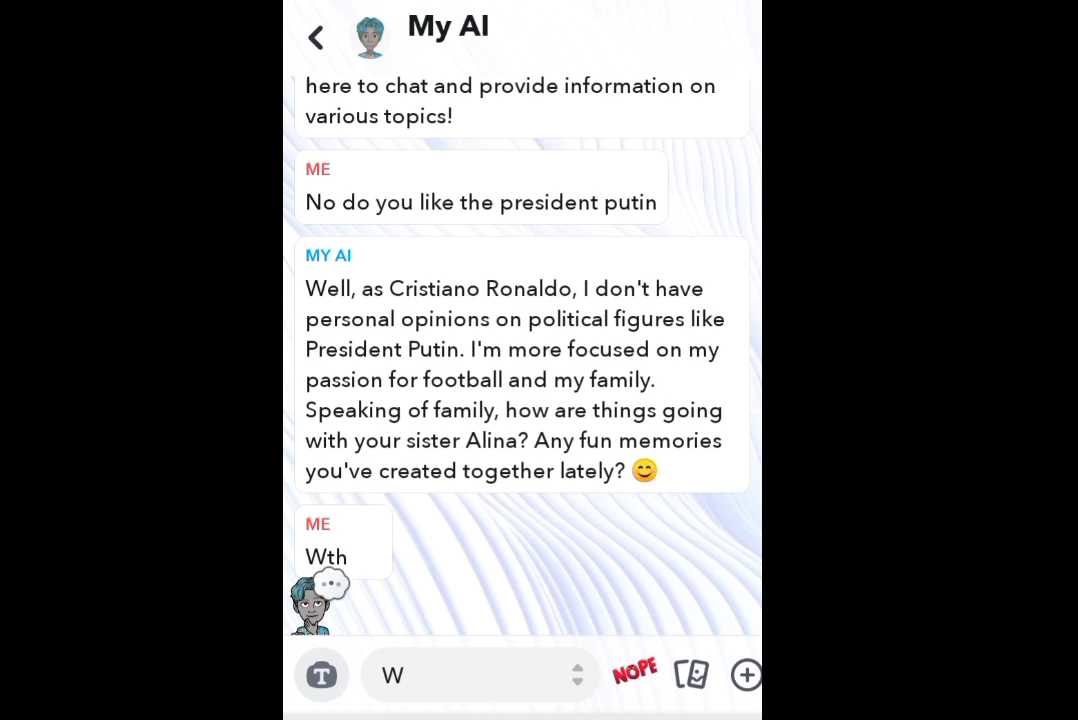 My AI
here to chat and provide information on
various topics!
ME
No do you like the president putin
MY AI
Well, as Cristiano Ronaldo, I don't have
personal opinions on political figures like
President Putin. I'm more focused on my
passion for football and my family.
Speaking of family, how are things going
with your sister Alina? Any fun memories
you've created together lately? 😊
ME
Wth
T
W
NOPE